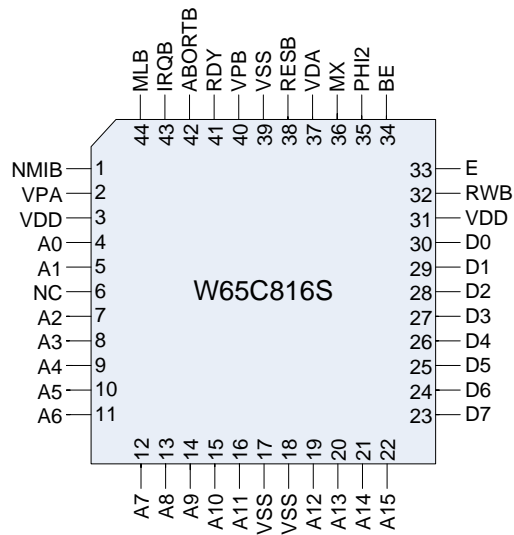 MLB IRQB ABORTB RDY VPB VSS RESB VDA MX PHI2 BE
44 43 42 41 40 39 38 37 36 35 34
NMIB 1 33 E
VPA 2 32 RWB
VDD 3 31 VDD
A0 4 30 D0
A1 5 29 D1
NC 6 28 D2
W65C816S
A2 7 27 D3
A3 8 26 D4
A4 9 25 D5
A5 10 24 D6
A6 11 23 D7
12 13 14 15 16 17 18 19 20 21 22
A7 A8 A9 A10 A11 VSS VSS A12 A13 A14 A15